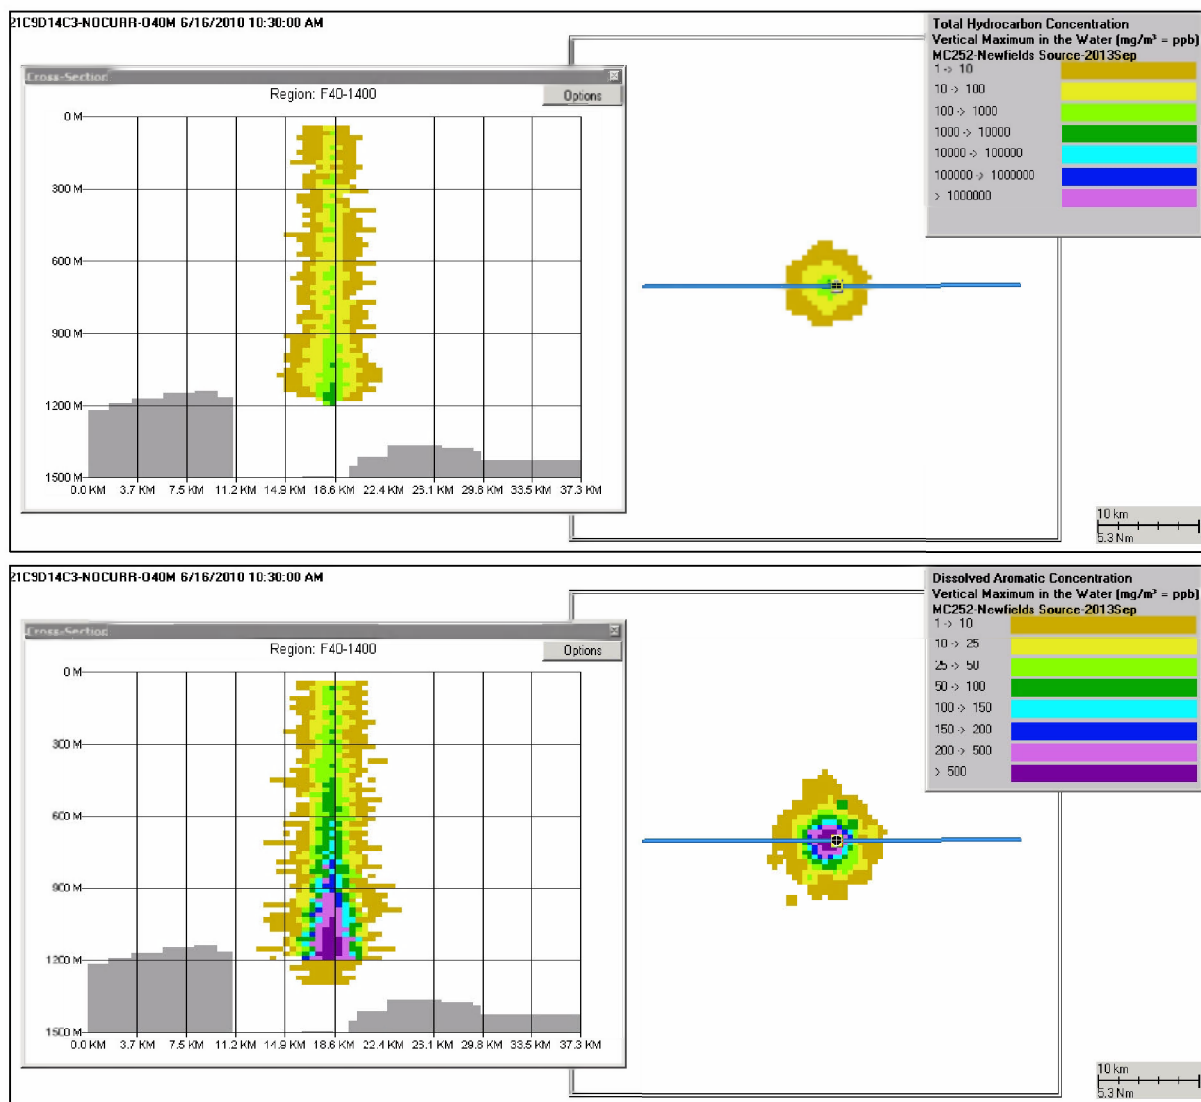 21C9D14C3-NOCURR-O40M 6/16/2010 10:30:00 AM
Total Hydrocarbon Concentration
Vertical Maximum in the Water (mg/m³ = ppb)
MC252-Newfields Source-2013Sep
1 -> 10
10 -> 100
100 -> 1000
1000 -> 10000
10000 -> 100000
100000 -> 1000000
> 1000000
Cross-Section
Region: F40-1400
Options
0 M
300 M
600 M
900 M
1200 M
1500 M
0.0 KM 3.7 KM 7.5 KM 11.2 KM 14.9 KM 18.6 KM 22.4 KM 26.1 KM 29.8 KM 33.5 KM 37.3 KM
10 km
5.3 Nm
21C9D14C3-NOCURR-O40M 6/16/2010 10:30:00 AM
Dissolved Aromatic Concentration
Vertical Maximum in the Water (mg/m³ = ppb)
MC252-Newfields Source-2013Sep
1 -> 10
10 -> 25
25 -> 50
50 -> 100
100 -> 150
150 -> 200
200 -> 500
> 500
Cross-Section
Region: F40-1400
Options
0 M
300 M
600 M
900 M
1200 M
1500 M
0.0 KM 3.7 KM 7.5 KM 11.2 KM 14.9 KM 18.6 KM 22.4 KM 26.1 KM 29.8 KM 33.5 KM 37.3 KM
10 km
5.3 Nm